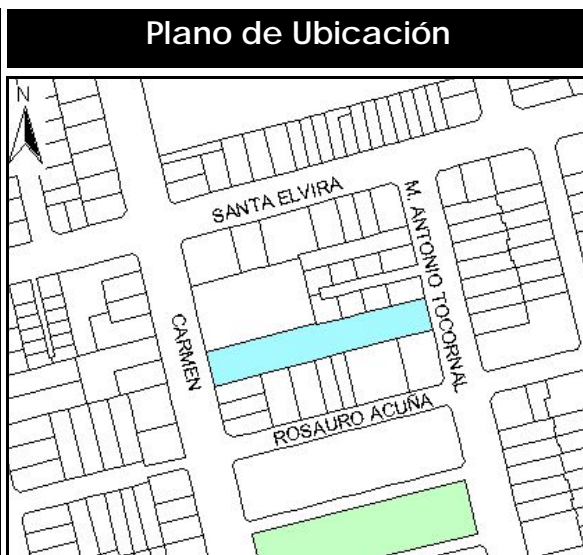 Plano de Ubicación
N
SANTA ELVIRA
M. ANTONIO TOCORNAL
CARMEN
ROSAURO ACUÑA